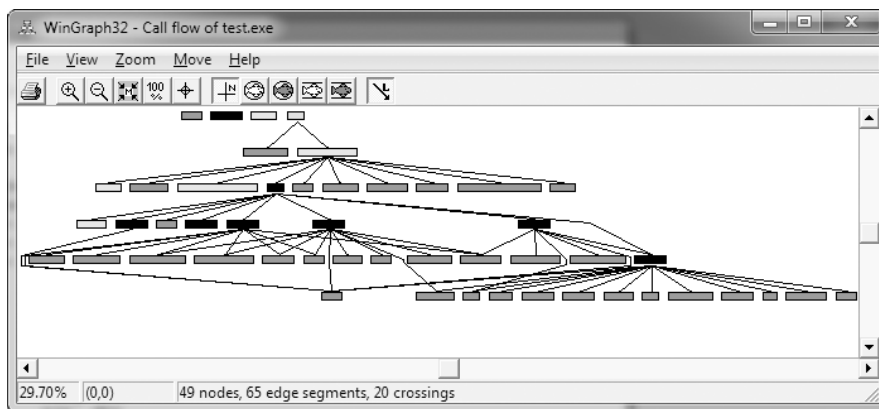 WinGraph32 - Call flow of test.exe
File View Zoom Move Help
100 %
N
29.70% (0,0) 49 nodes, 65 edge segments, 20 crossings